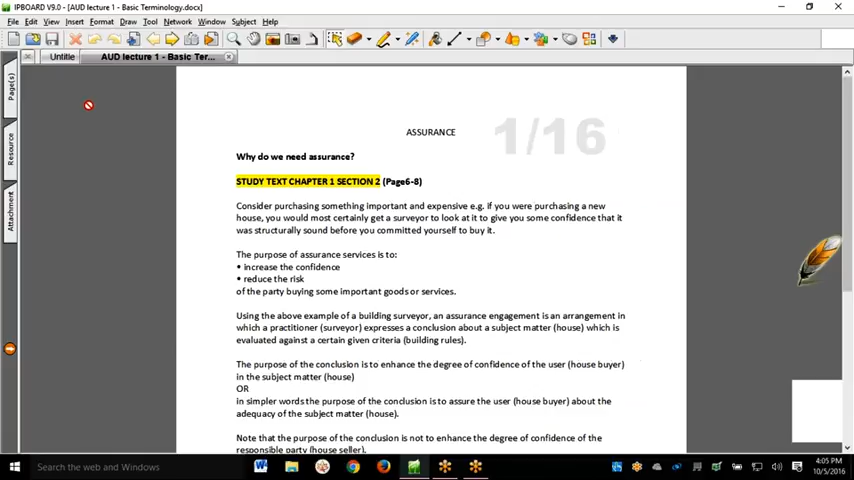 IPBOARD V9.0 - [AUD lecture 1 - Basic Terminology.docx]
File Edit View Insert Format Draw Tool Network Window Subject Help
Untitle AUD lecture 1 - Basic Ter...
Page(s)
Resource
Attachment
1/16
ASSURANCE
Why do we need assurance?
STUDY TEXT CHAPTER 1 SECTION 2 (Page6-8)
Consider purchasing something important and expensive e.g. if you were purchasing a new
house, you would most certainly get a surveyor to look at it to give you some confidence that it
was structurally sound before you committed yourself to buy it.
The purpose of assurance services is to:
• increase the confidence
• reduce the risk
of the party buying some important goods or services.
Using the above example of a building surveyor, an assurance engagement is an arrangement in
which a practitioner (surveyor) expresses a conclusion about a subject matter (house) which is
evaluated against a certain given criteria (building rules).
The purpose of the conclusion is to enhance the degree of confidence of the user (house buyer)
in the subject matter (house)
OR
in simpler words the purpose of the conclusion is to assure the user (house buyer) about the
adequacy of the subject matter (house).
Note that the purpose of the conclusion is not to enhance the degree of confidence of the
responsible party (house seller).
Search the web and Windows
4:05 PM
10/5/2016